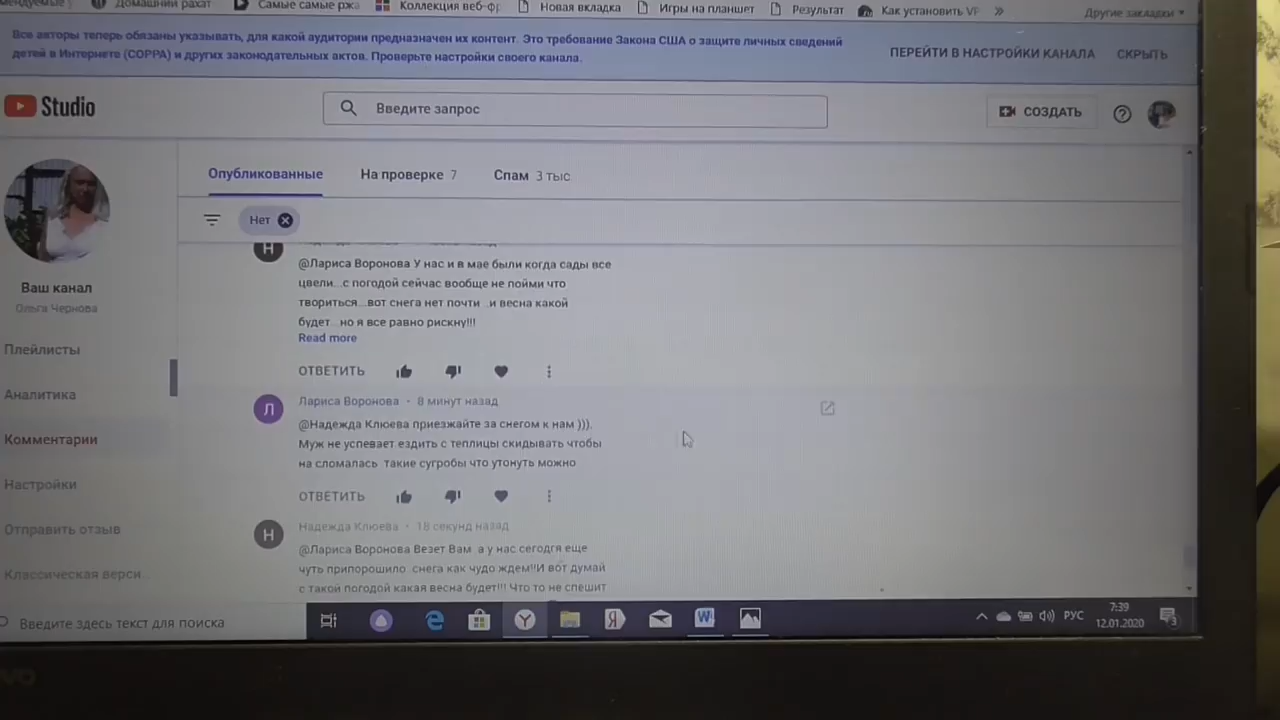 Домашний рахат Самые самые ржа Коллекция веб-фр Новая вкладка Игры на планшет Результат Как установить VP » Другие закладки
Все авторы теперь обязаны указывать, для какой аудитории предназначен их контент. Это требование Закона США о защите личных сведений
детей в Интернете (COPPA) и других законодательных актов. Проверьте настройки своего канала.
ПЕРЕЙТИ В НАСТРОЙКИ КАНАЛА СКРЫТЬ
Studio
Введите запрос
СОЗДАТЬ
Опубликованные На проверке 7 Спам 3 тыс
Нет
Н
@Лариса Воронова У нас и в мае были когда сады все
цвели...с погодой сейчас вообще не пойми что
твориться...вот снега нет почти ..и весна какой
будет...но я все равно рискну!!!
Read more
ОТВЕТИТЬ
Л
Лариса Воронова • 8 минут назад
@Надежда Клюева приезжайте за снегом к нам ))).
Муж не успевает ездить с теплицы скидывать чтобы
на сломалась такие сугробы что утонуть можно
ОТВЕТИТЬ
Н
Надежда Клюева • 18 секунд назад
@Лариса Воронова Везет Вам а у нас сегодгя еще
чуть припорошило снега как чудо ждем!!И вот думай
с такой погодой какая весна будет!!! Что то не спешит
Ваш канал
Ольга Чернова
Плейлисты
Аналитика
Комментарии
Настройки
Отправить отзыв
Классическая верси...
Введите здесь текст для поиска
РУС
7:39
12.01.2020
3